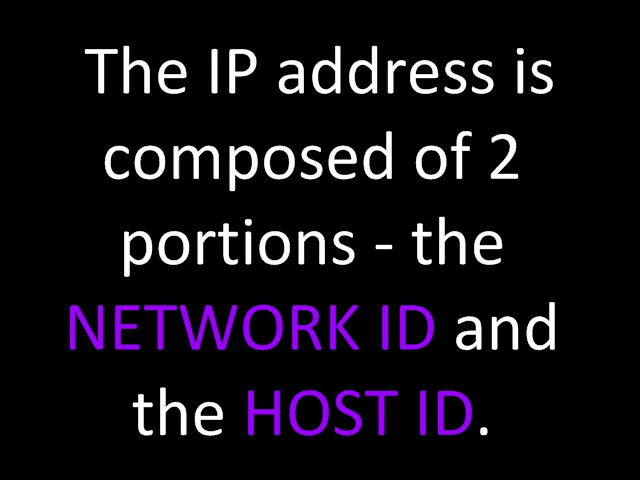 The IP address is
composed of 2
portions - the
NETWORK ID and
the HOST ID.